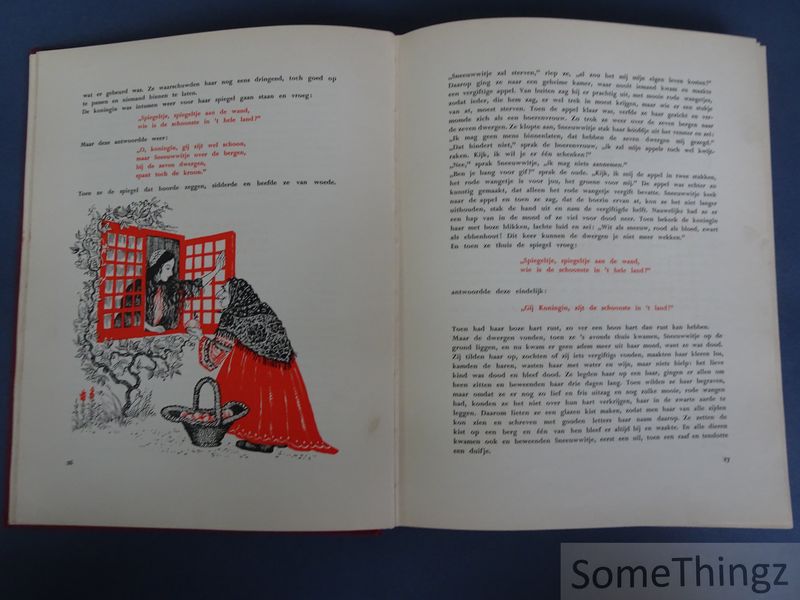 wat er gebeurd was. Ze waarschuwden haar nog eens dringend, toch goed op
te passen en niemand binnen te laten.
De koningin was intussen weer voor haar spiegel gaan staan en vroeg:
„Spiegeltje, spiegeltje aan de wand,
wie is de schoonste in 't hele land?"
Maar deze antwoordde weer:
„O, koningin, gij zijt wel schoon,
maar Sneeuwwitje over de bergen,
bij de zeven dwergen,
spant toch de kroon."
Toen ze de spiegel dat hoorde zeggen, sidderde en beefde ze van woede.
26
„Sneeuwwitje zal sterven," riep ze, „al zou het mij mijn eigen leven kosten!"
Daarop ging ze naar een geheime kamer, waar nooit iemand kwam en maakte
een vergiftige appel. Van buiten zag hij er prachtig uit, met mooie rode wangetjes,
zodat ieder, die hem zag, er wel trek in moest krijgen, maar wie er een stukje
van at, moest sterven. Toen de appel klaar was, verfde ze haar gezicht en ver-
momde zich als een boerenvrouw. Zo trok ze weer over de zeven bergen naar
de zeven dwergen. Ze klopte aan, Sneeuwwitje stak haar hoofdje uit het venster en zei:
„Ik mag geen mens binnenlaten, dat hebben de zeven dwergen mij gezegd."
„Dat hindert niet," sprak de boerenvrouw, „ik zal mijn appels toch wel kwijt-
raken. Kijk, ik wil je er één schenken!"
„Nee," sprak Sneeuwwitje, „ik mag niets aannemen."
„Ben je bang voor gif?" sprak de oude. „Kijk, ik snij de appel in twee stukken,
het rode wangetje is voor jou, het groene voor mij." De appel was echter zo
kunstig gemaakt, dat alleen het rode wangetje vergif bevatte. Sneeuwwitje keek
naar de appel en toen ze zag, dat de boerin ervan at, kon ze het niet langer
uithouden, stak de hand uit en nam de vergiftigde helft. Nauwelijks had ze er
een hap van in de mond of ze viel voor dood neer. Toen bekeek de koningin
haar met boze blikken, lachte luid en zei: „Wit als sneeuw, rood als bloed, zwart
als ebbenhout! Dit keer kunnen de dwergen je niet meer wekken."
En toen ze thuis de spiegel vroeg:
„Spiegeltje, spiegeltje aan de wand,
wie is de schoonste in 't hele land?"
antwoordde deze eindelijk:
„Gij Koningin, zijt de schoonste in 't land!"
Toen had haar boze hart rust, zo ver een boos hart dan rust kan hebben.
Maar de dwergen vonden, toen ze 's avonds thuis kwamen, Sneeuwwitje op de
grond liggen, en nu kwam er geen adem meer uit haar mond, want ze was dood.
Zij tilden haar op, zochten of zij iets vergiftigs vonden, maakten haar kleren los,
kamden de haren, wasten haar met water en wijn, maar niets hielp: het lieve
kind was dood en bleef dood. Ze legden haar op een baar, gingen er allen om
heen zitten en beweenden haar drie dagen lang. Toen wilden ze haar begraven,
maar omdat ze er nog zo lief en fris uitzag en nog zulke mooie, rode wangen
had, konden ze het niet over hun hart verkrijgen, haar in de zwarte aarde te
leggen. Daarom lieten ze een glazen kist maken, zodat men haar van alle zijden
kon zien en schreven met gouden letters haar naam daarop. Ze zetten de
kist op een berg en één van hen bleef er altijd bij en waakte. En alle dieren
kwamen ook en beweenden Sneeuwwitje, eerst een uil, toen een raaf en tenslotte
een duifje.
27
SomeThingz